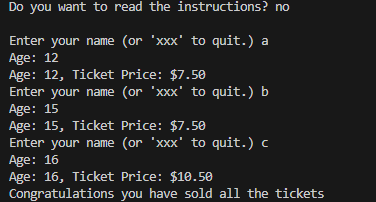 Do you want to read the instructions? no
Enter your name (or 'xxx' to quit.) a
Age: 12
Age: 12, Ticket Price: $7.50
Enter your name (or 'xxx' to quit.) b
Age: 15
Age: 15, Ticket Price: $7.50
Enter your name (or 'xxx' to quit.) c
Age: 16
Age: 16, Ticket Price: $10.50
Congratulations you have sold all the tickets